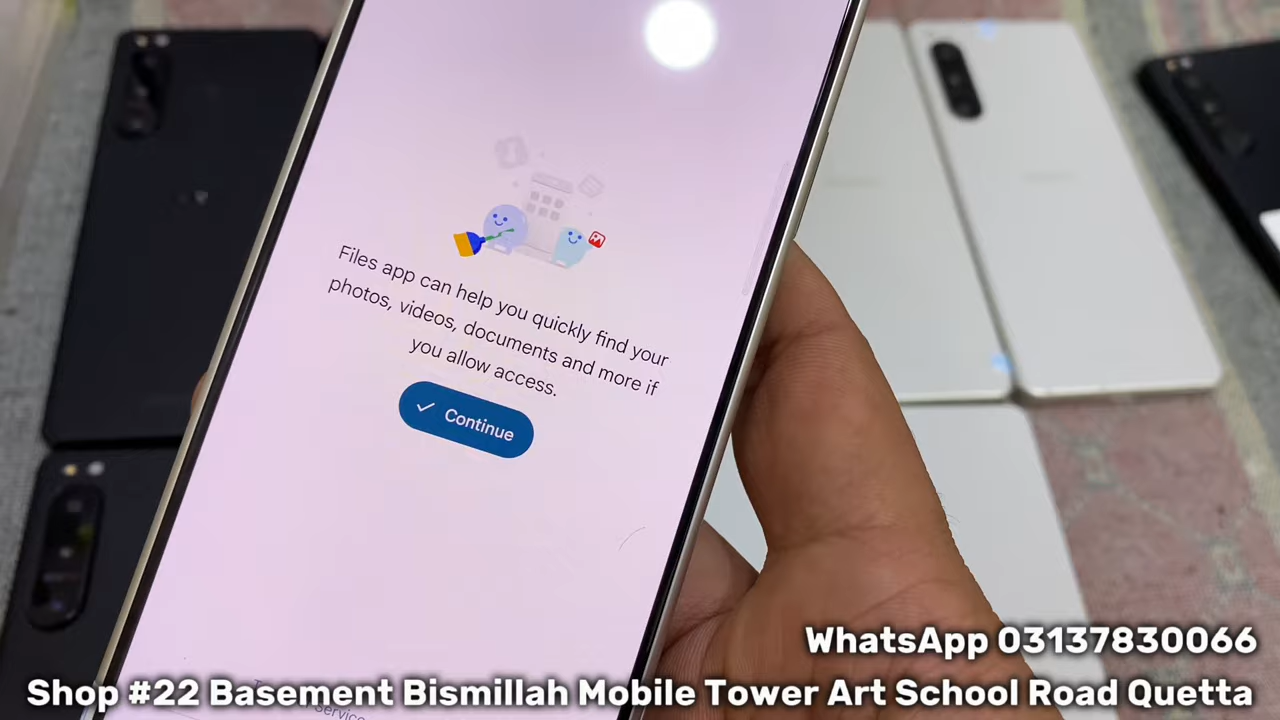 Files app can help you quickly find your
photos, videos, documents and more if
you allow access.
Continue
Service
WhatsApp 03137830066
Shop #22 Basement Bismillah Mobile Tower Art School Road Quetta